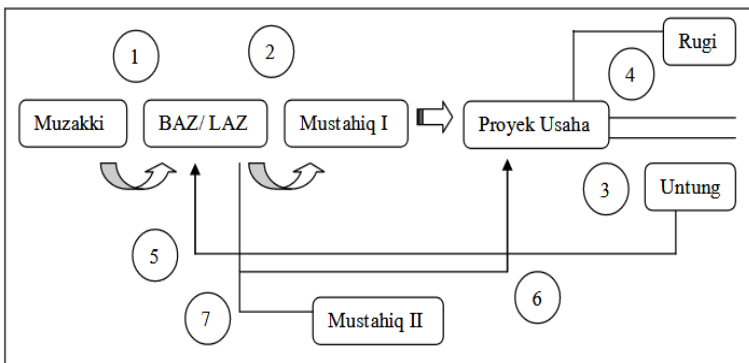 1
2
Rugi
4
Muzakki
BAZ/ LAZ
Mustahiq I
Proyek Usaha
3
Untung
5
6
7
Mustahiq II